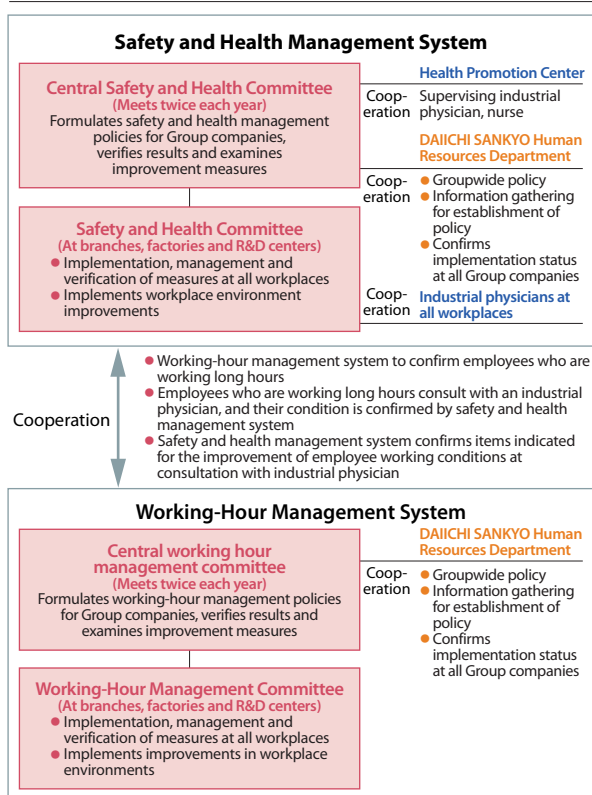 Safety and Health Management System
Central Safety and Health Committee
(Meets twice each year)
Formulates safety and health management
policies for Group companies,
verifies results and examines
improvement measures
Safety and Health Committee
(At branches, factories and R&D centers)
● Implementation, management and
verification of measures at all workplaces
● Implements workplace environment
improvements
Coop-
eration
Health Promotion Center
Supervising industrial
physician, nurse
Coop-
eration
DAIICHI SANKYO Human
Resources Department
● Groupwide policy
● Information gathering
for establishment of
policy
● Confirms
implementation status
at all Group companies
Coop-
eration
Industrial physicians at
all workplaces
Cooperation
● Working-hour management system to confirm employees who are
working long hours
● Employees who are working long hours consult with an industrial
physician, and their condition is confirmed by safety and health
management system
● Safety and health management system confirms items indicated
for the improvement of employee working conditions at
consultation with industrial physician
Working-Hour Management System
Central working hour
management committee
(Meets twice each year)
Formulates working-hour management policies
for Group companies, verifies results and
examines improvement measures
Working-Hour Management Committee
(At branches, factories and R&D centers)
● Implementation, management and
verification of measures at all workplaces
● Implements improvements in workplace
environments
Coop-
eration
DAIICHI SANKYO Human
Resources Department
● Groupwide policy
● Information gathering
for establishment of
policy
● Confirms
implementation status
at all Group companies